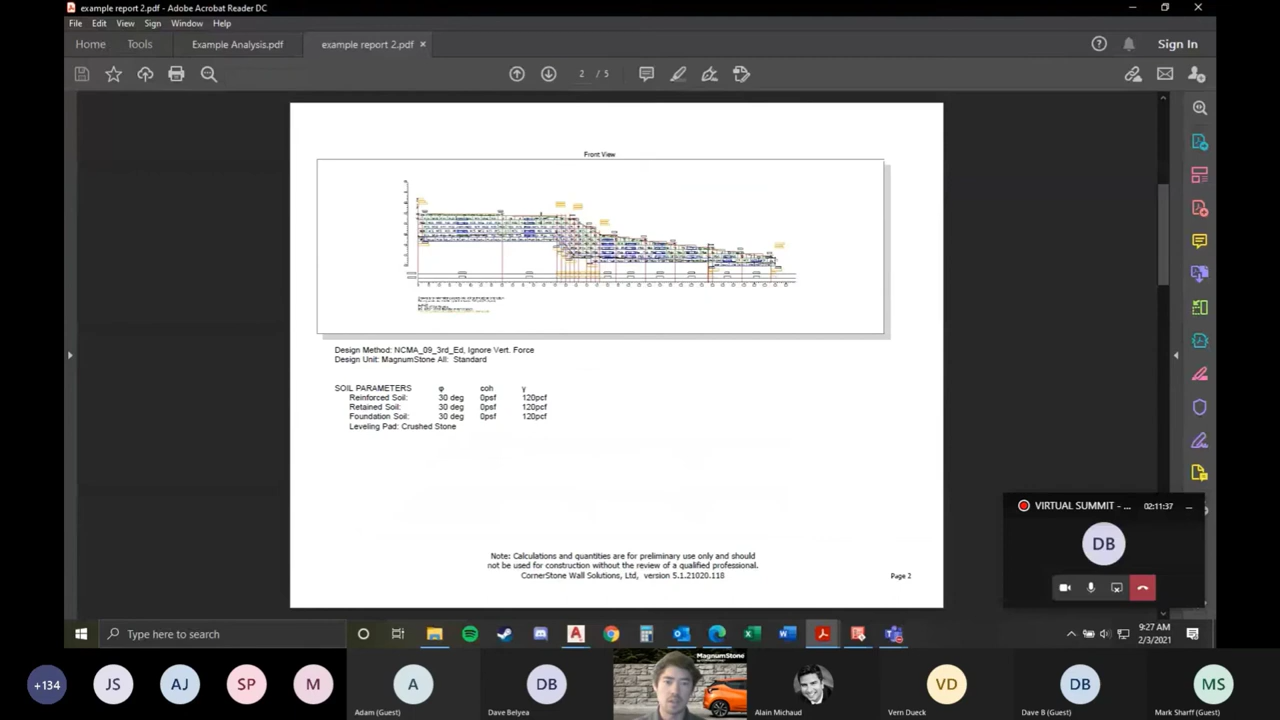 example report 2.pdf - Adobe Acrobat Reader DC
File Edit View Sign Window Help
Home Tools Example Analysis.pdf example report 2.pdf × Sign In
2 / 5
Front View
Design Method: NCMA_09_3rd_Ed, Ignore Vert. Force
Design Unit: MagnumStone All: Standard
SOIL PARAMETERS φ coh γ
Reinforced Soil: 30 deg 0psf 120pcf
Retained Soil: 30 deg 0psf 120pcf
Foundation Soil: 30 deg 0psf 120pcf
Leveling Pad: Crushed Stone
Note: Calculations and quantities are for preliminary use only and should
not be used for construction without the review of a qualified professional.
CornerStone Wall Solutions, Ltd, version 5.1.21020.118
Page 2
VIRTUAL SUMMIT - ... 02:11:37
DB
Type here to search
9:27 AM
2/3/2021
MagnumStone
+134 JS AJ SP M A DB VD DB MS
Adam (Guest) Dave Belyea Alain Michaud Vern Dueck Dave B (Guest) Mark Sharff (Guest)